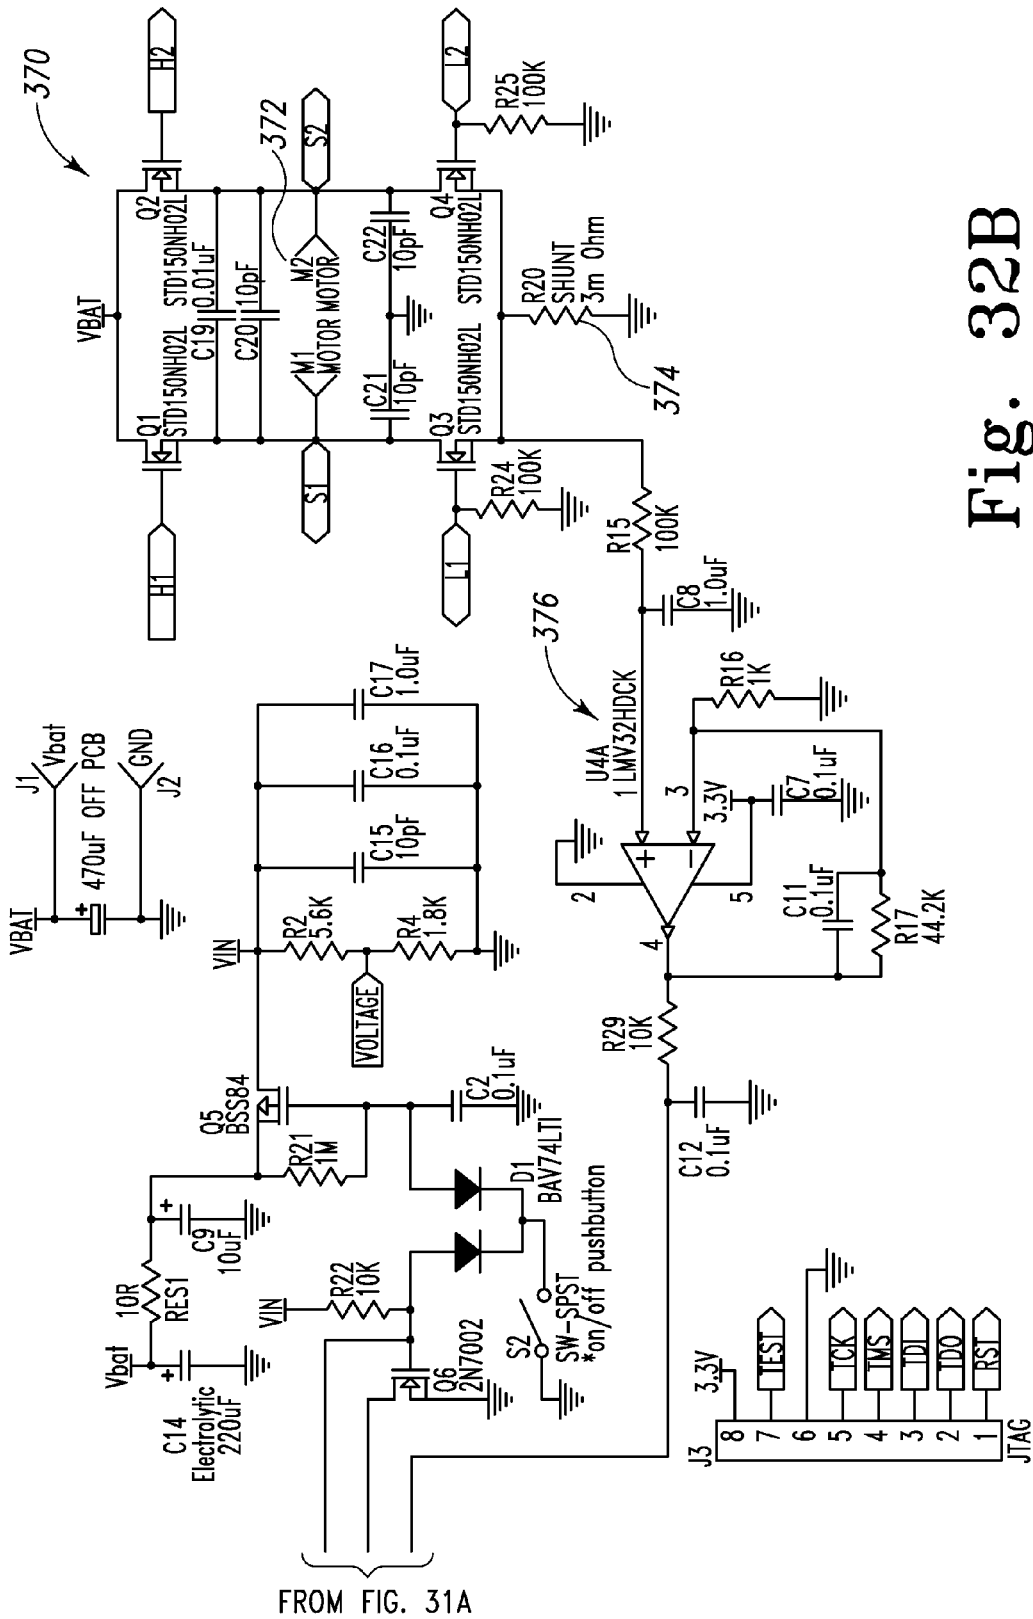 370
H1
H2
VBAT
Q1
STD150NH02L
Q2
STD150NH02L
C19
0.01uF
C20
10pF
S1
M1
MOTOR
M2
MOTOR
S2
372
C21
10pF
C22
10pF
Q3
STD150NH02L
Q4
STD150NH02L
L1
L2
R24
100K
R25
100K
R20
SHUNT
3m Ohm
374
R15
100K
C8
1.0uF
376
VBAT
J1
Vbat
470uF OFF PCB
+
GND
J2
VIN
R2
5.6K
R4
1.8K
VOLTAGE
C15
10pF
C16
0.1uF
C17
1.0uF
Q5
BSS84
R21
1M
C2
0.1uF
D1
BAV74LTI
Vbat
10R
RES1
+
C9
10uF
+
C14
Electrolytic
220uF
VIN
R22
10K
Q6
2N7002
S2
SW-SPST
*on/off pushbutton
FROM FIG. 31A
U4A
LMV32HDCK
1
2
3
4
5
+
−
3.3V
C7
0.1uF
R16
1K
C11
0.1uF
R17
44.2K
R29
10K
C12
0.1uF
J3
3.3V
8
7
TEST
6
5
TCK
4
TMS
3
TDI
2
TDO
1
RST
JTAG
Fig. 32B